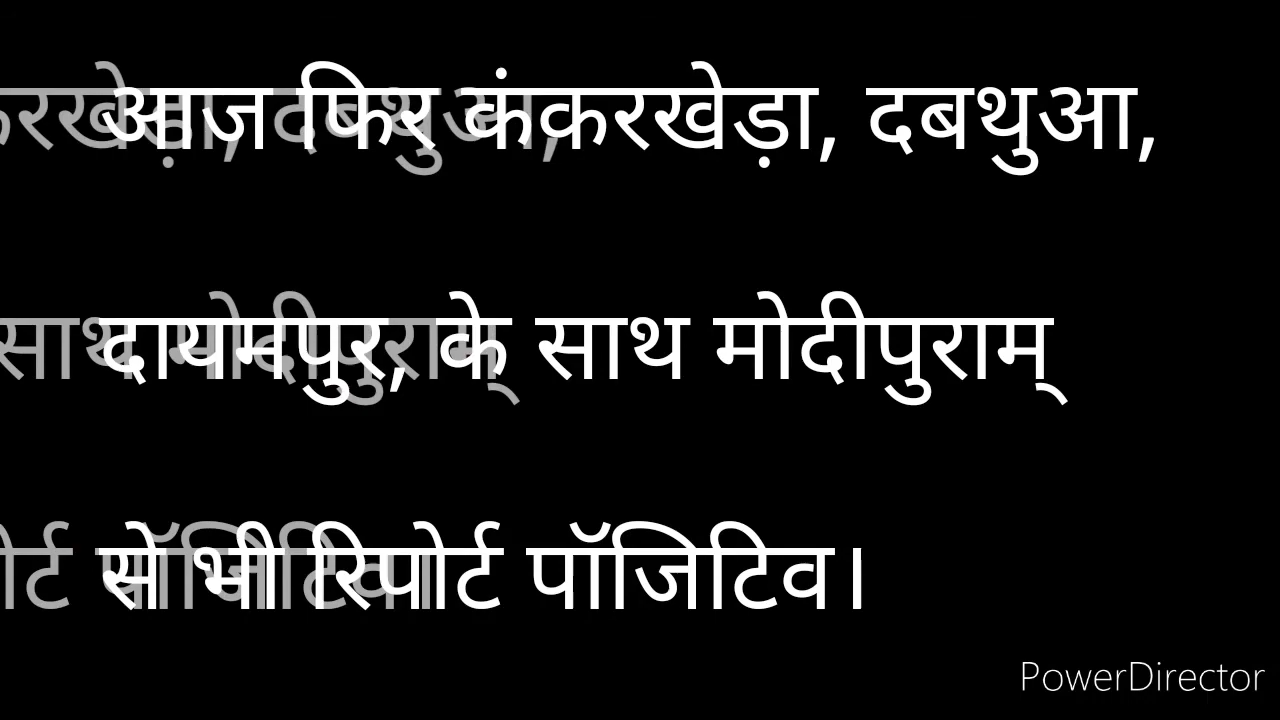 आज फिर कंकरखेड़ा, दबथुआ,
दायमपुर, के् साथ मोदीपुराम्
से भी रिपोर्ट पॉजिटिव।
PowerDirector